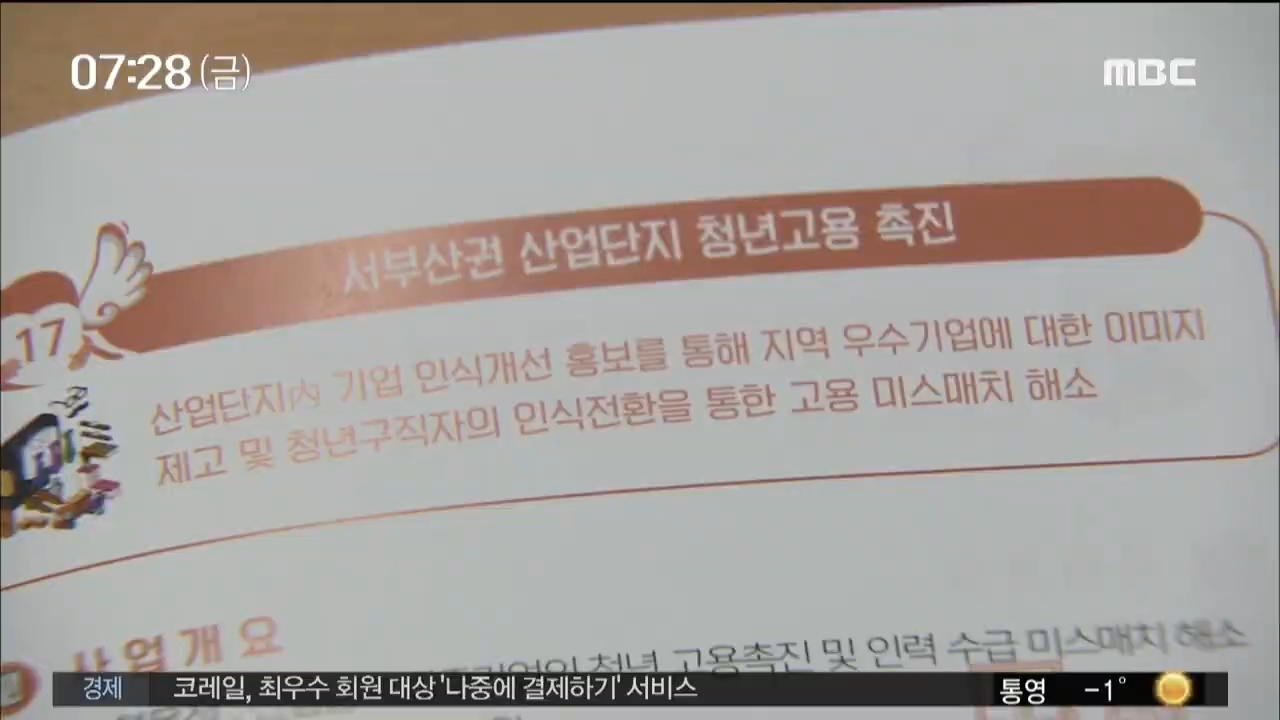 07:28(금)
MBC
서부산권 산업단지 청년고용 촉진
17
산업단지內 기업 인식개선 홍보를 통해 지역 우수기업에 대한 이미지
제고 및 청년구직자의 인식전환을 통한 고용 미스매치 해소
사업개요
청년 고용촉진 및 인력 수급 미스매치 해소
경제 코레일, 최우수 회원 대상 '나중에 결제하기' 서비스 통영 -1°